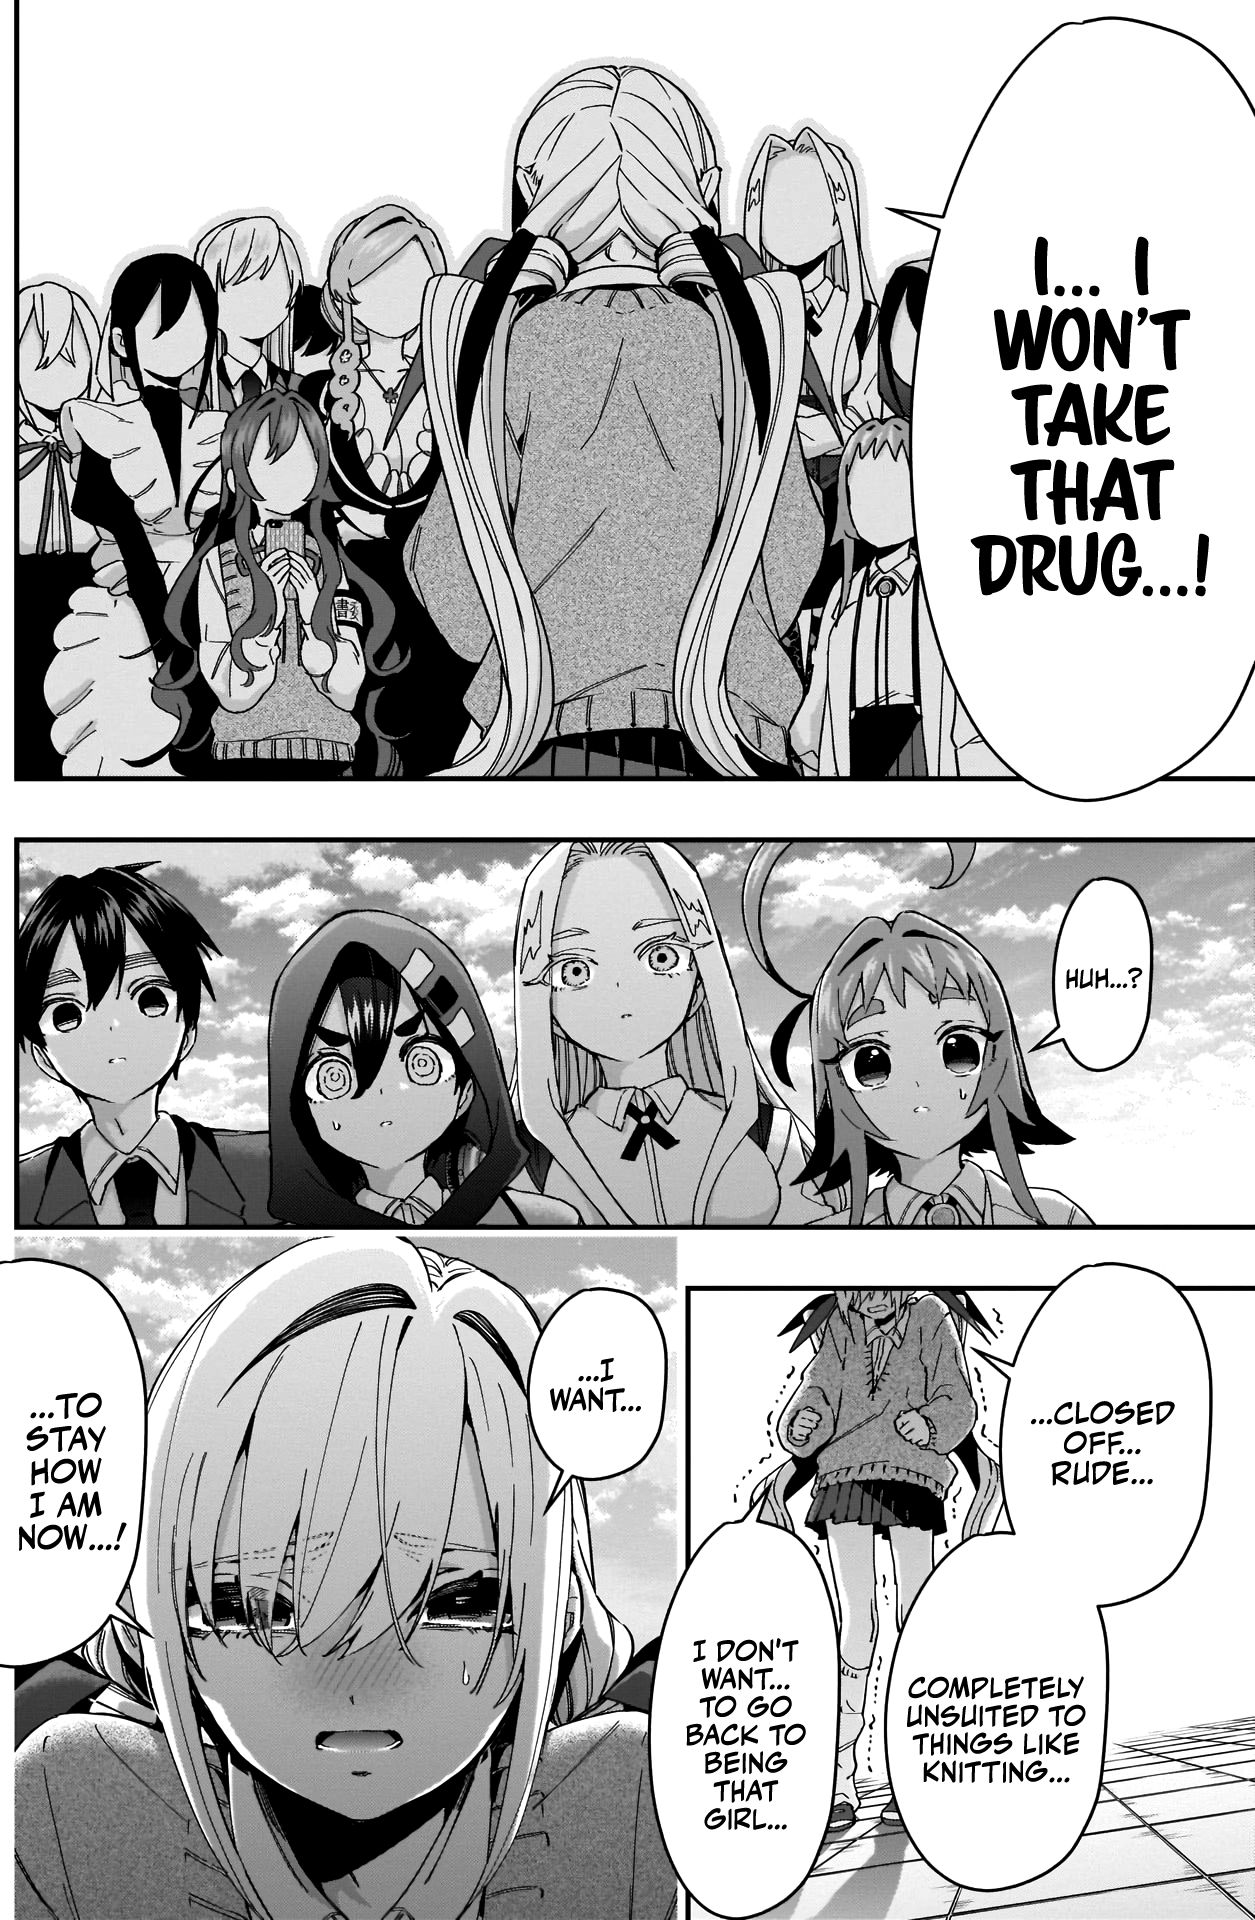 I... I
WON'T
TAKE
THAT
DRUG...!
HUH...?
...CLOSED
OFF...
RUDE...
COMPLETELY
UNSUITED TO
THINGS LIKE
KNITTING...
I DON'T
WANT...
TO GO
BACK TO
BEING
THAT
GIRL...
...I
WANT...
...TO
STAY
HOW
I AM
NOW...!